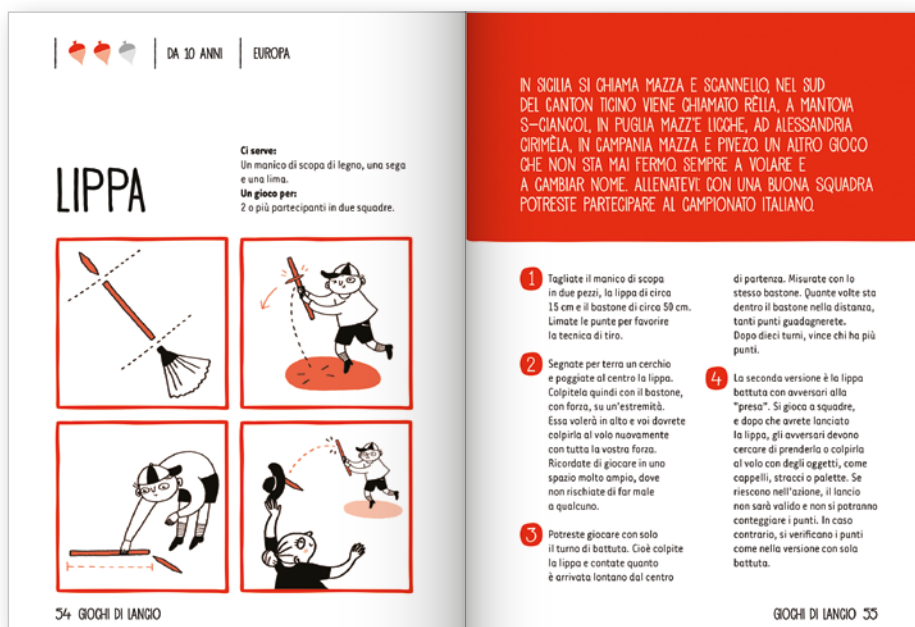 DA 10 ANNI
EUROPA
LIPPA
Ci serve:
Un manico di scopa di legno, una sega
e una lima.
Un gioco per:
2 o più partecipanti in due squadre.
54 GIOCHI DI LANCIO
IN SICILIA SI CHIAMA MAZZA E SCANNELLO, NEL SUD
DEL CANTON TICINO VIENE CHIAMATO RÈLLA, A MANTOVA
S-CIANCOL, IN PUGLIA MAZZ'E LICCHE, AD ALESSANDRIA
CIRIMÈLA, IN CAMPANIA MAZZA E PIVEZO. UN ALTRO GIOCO
CHE NON STA MAI FERMO. SEMPRE A VOLARE E
A CAMBIAR NOME. ALLENATEVI: CON UNA BUONA SQUADRA
POTRESTE PARTECIPARE AL CAMPIONATO ITALIANO.
1 Tagliate il manico di scopa
in due pezzi, la lippa di circa
15 cm e il bastone di circa 50 cm.
Limate le punte per favorire
la tecnica di tiro.
2 Segnate per terra un cerchio
e poggiate al centro la lippa.
Colpitela quindi con il bastone,
con forza, su un'estremità.
Essa volerà in alto e voi dovrete
colpirla al volo nuovamente
con tutta la vostra forza.
Ricordate di giocare in uno
spazio molto ampio, dove
non rischiate di far male
a qualcuno.
3 Potreste giocare con solo
il turno di battuta. Cioè colpite
la lippa e contate quanto
è arrivata lontano dal centro
di partenza. Misurate con lo
stesso bastone. Quante volte sta
dentro il bastone nella distanza,
tanti punti guadagnerete.
Dopo dieci turni, vince chi ha più
punti.
4 La seconda versione è la lippa
battuta con avversari alla
"presa". Si gioca a squadre,
e dopo che avrete lanciato
la lippa, gli avversari devono
cercare di prenderla o colpirla
al volo con degli oggetti, come
cappelli, stracci o palette. Se
riescono nell'azione, il lancio
non sarà valido e non si potranno
conteggiare i punti. In caso
contrario, si verificano i punti
come nella versione con sola
battuta.
GIOCHI DI LANCIO 55